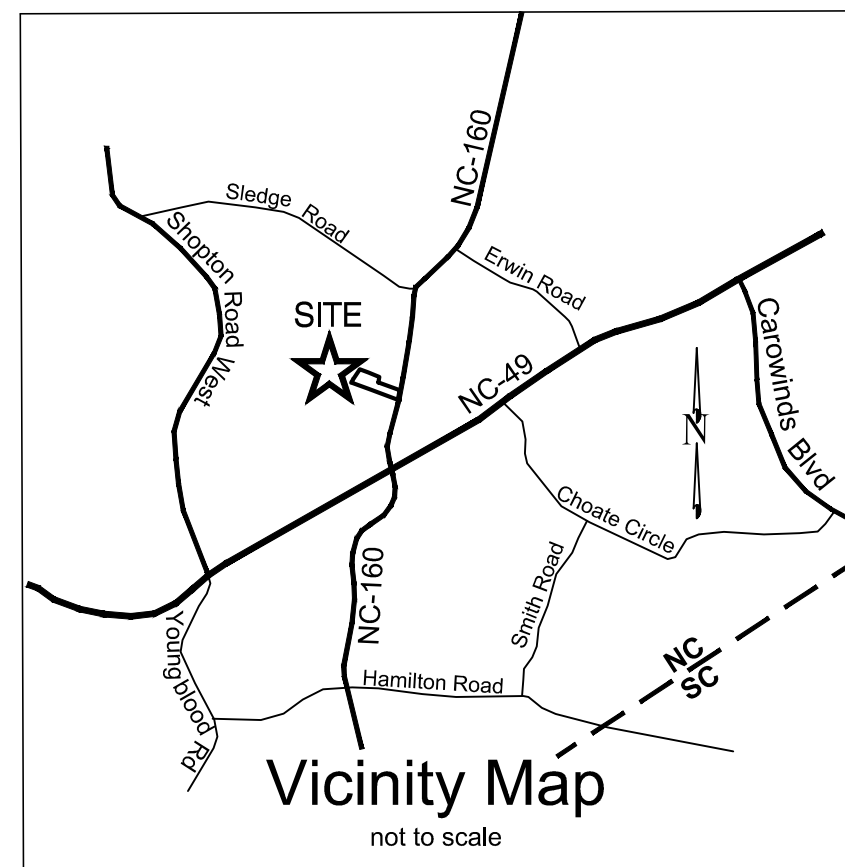 NC-160
Sledge Road
Shopton Road West
Erwin Road
SITE
NC-49
Carowinds Blvd
N
Choate Circle
NC-160
Smith Road
Youngblood Rd
Hamilton Road
NC
SC
Vicinity Map
not to scale